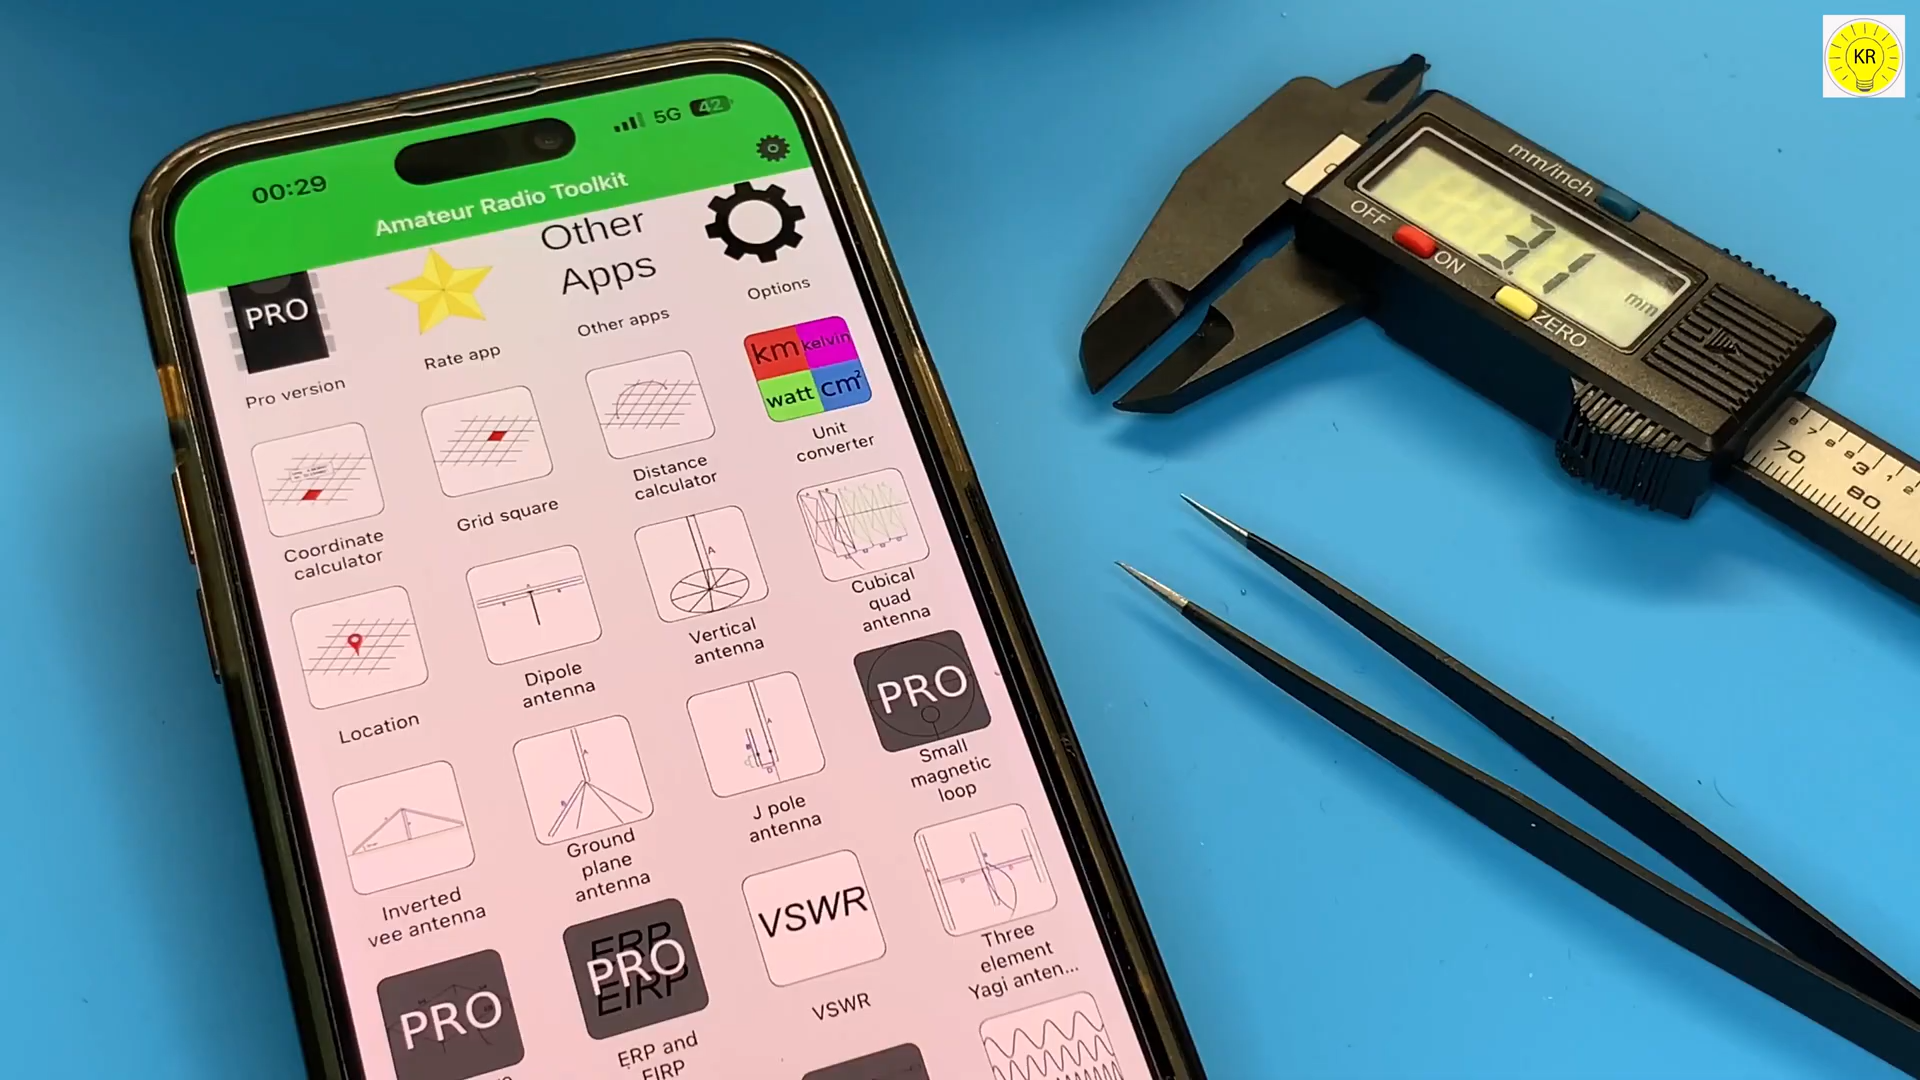 KR
00:29
5G
42
Amateur Radio Toolkit
PRO
Pro version
Rate app
Other
Apps
Other apps
Options
Coordinate
calculator
Grid square
Distance
calculator
km
kelvin
watt
cm²
Unit
converter
Location
Dipole
antenna
A
Vertical
antenna
Cubical
quad
antenna
Inverted
vee antenna
Ground
plane
antenna
J pole
antenna
PRO
Small
magnetic
loop
PRO
ERP
PRO
EIRP
ERP and
EIRP
VSWR
VSWR
Three
element
Yagi anten...
mm/inch
OFF
ON
3.1
mm
ZERO
70
3
80